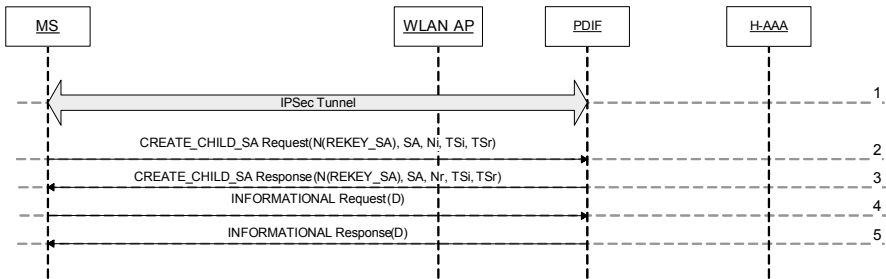 MS
WLAN AP
PDIF
H-AAA
IPSec Tunnel
1
CREATE_CHILD_SA Request(N(REKEY_SA), SA, Ni, TSi, TSr)
2
CREATE_CHILD_SA Response(N(REKEY_SA), SA, Nr, TSi, TSr)
3
INFORMATIONAL Request(D)
4
INFORMATIONAL Response(D)
5